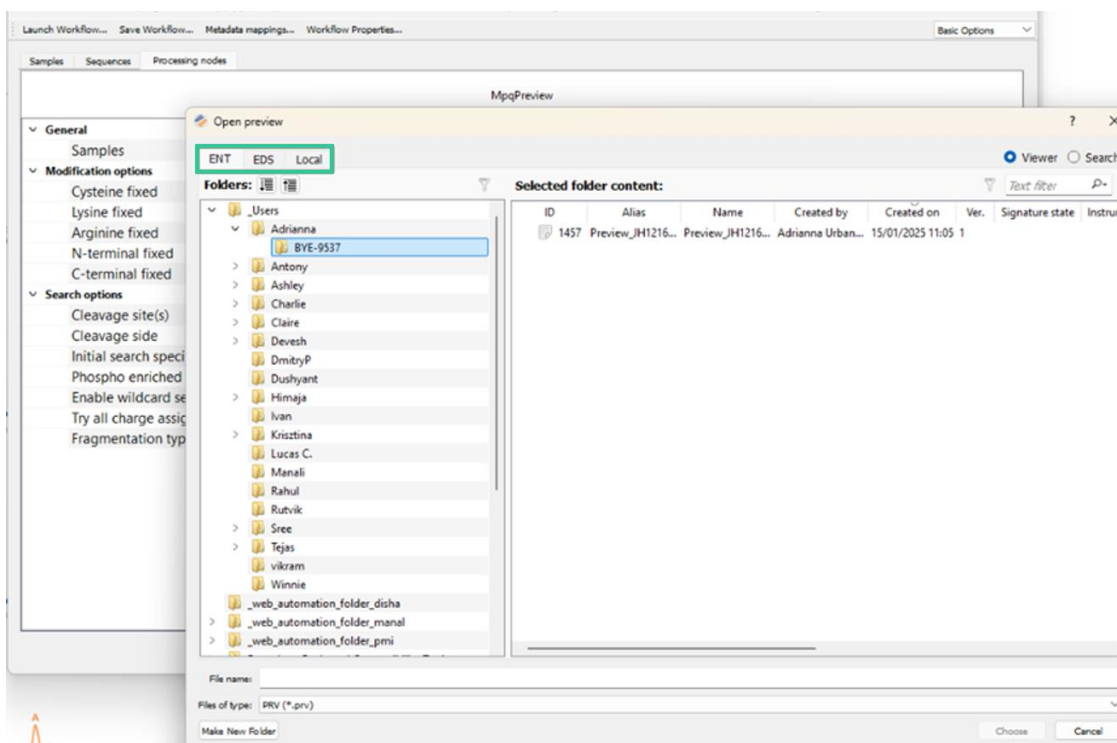 Launch Workflow... Save Workflow... Metadata mappings... Workflow Properties... Basic Options
Samples Sequences Processing nodes
MpqPreview
General
Samples
Modification options
Cysteine fixed
Lysine fixed
Arginine fixed
N-terminal fixed
C-terminal fixed
Search options
Cleavage site(s)
Cleavage side
Initial search speci
Phospho enriched
Enable wildcard se
Try all charge assig
Fragmentation typ
Open preview ?
ENT EDS Local Viewer Search
Folders: Selected folder content: Text filter
_Users
Adrianna
BYE-9537
Antony
Ashley
Charlie
Claire
Devesh
DmitryP
Dushyant
Himaja
Ivan
Krisztina
Lucas C.
Manali
Rahul
Rutvik
Sree
Tejas
vikram
Winnie
_web_automation_folder_disha
_web_automation_folder_manal
_web_automation_folder_pmi
ID Alias Name Created by Created on Ver. Signature state Instru
1457 Preview_JH1216... Preview_JH1216... Adrianna Urban... 15/01/2025 11:05 1
File name:
Files of type: PRV (*.prv)
Make New Folder Choose Cancel